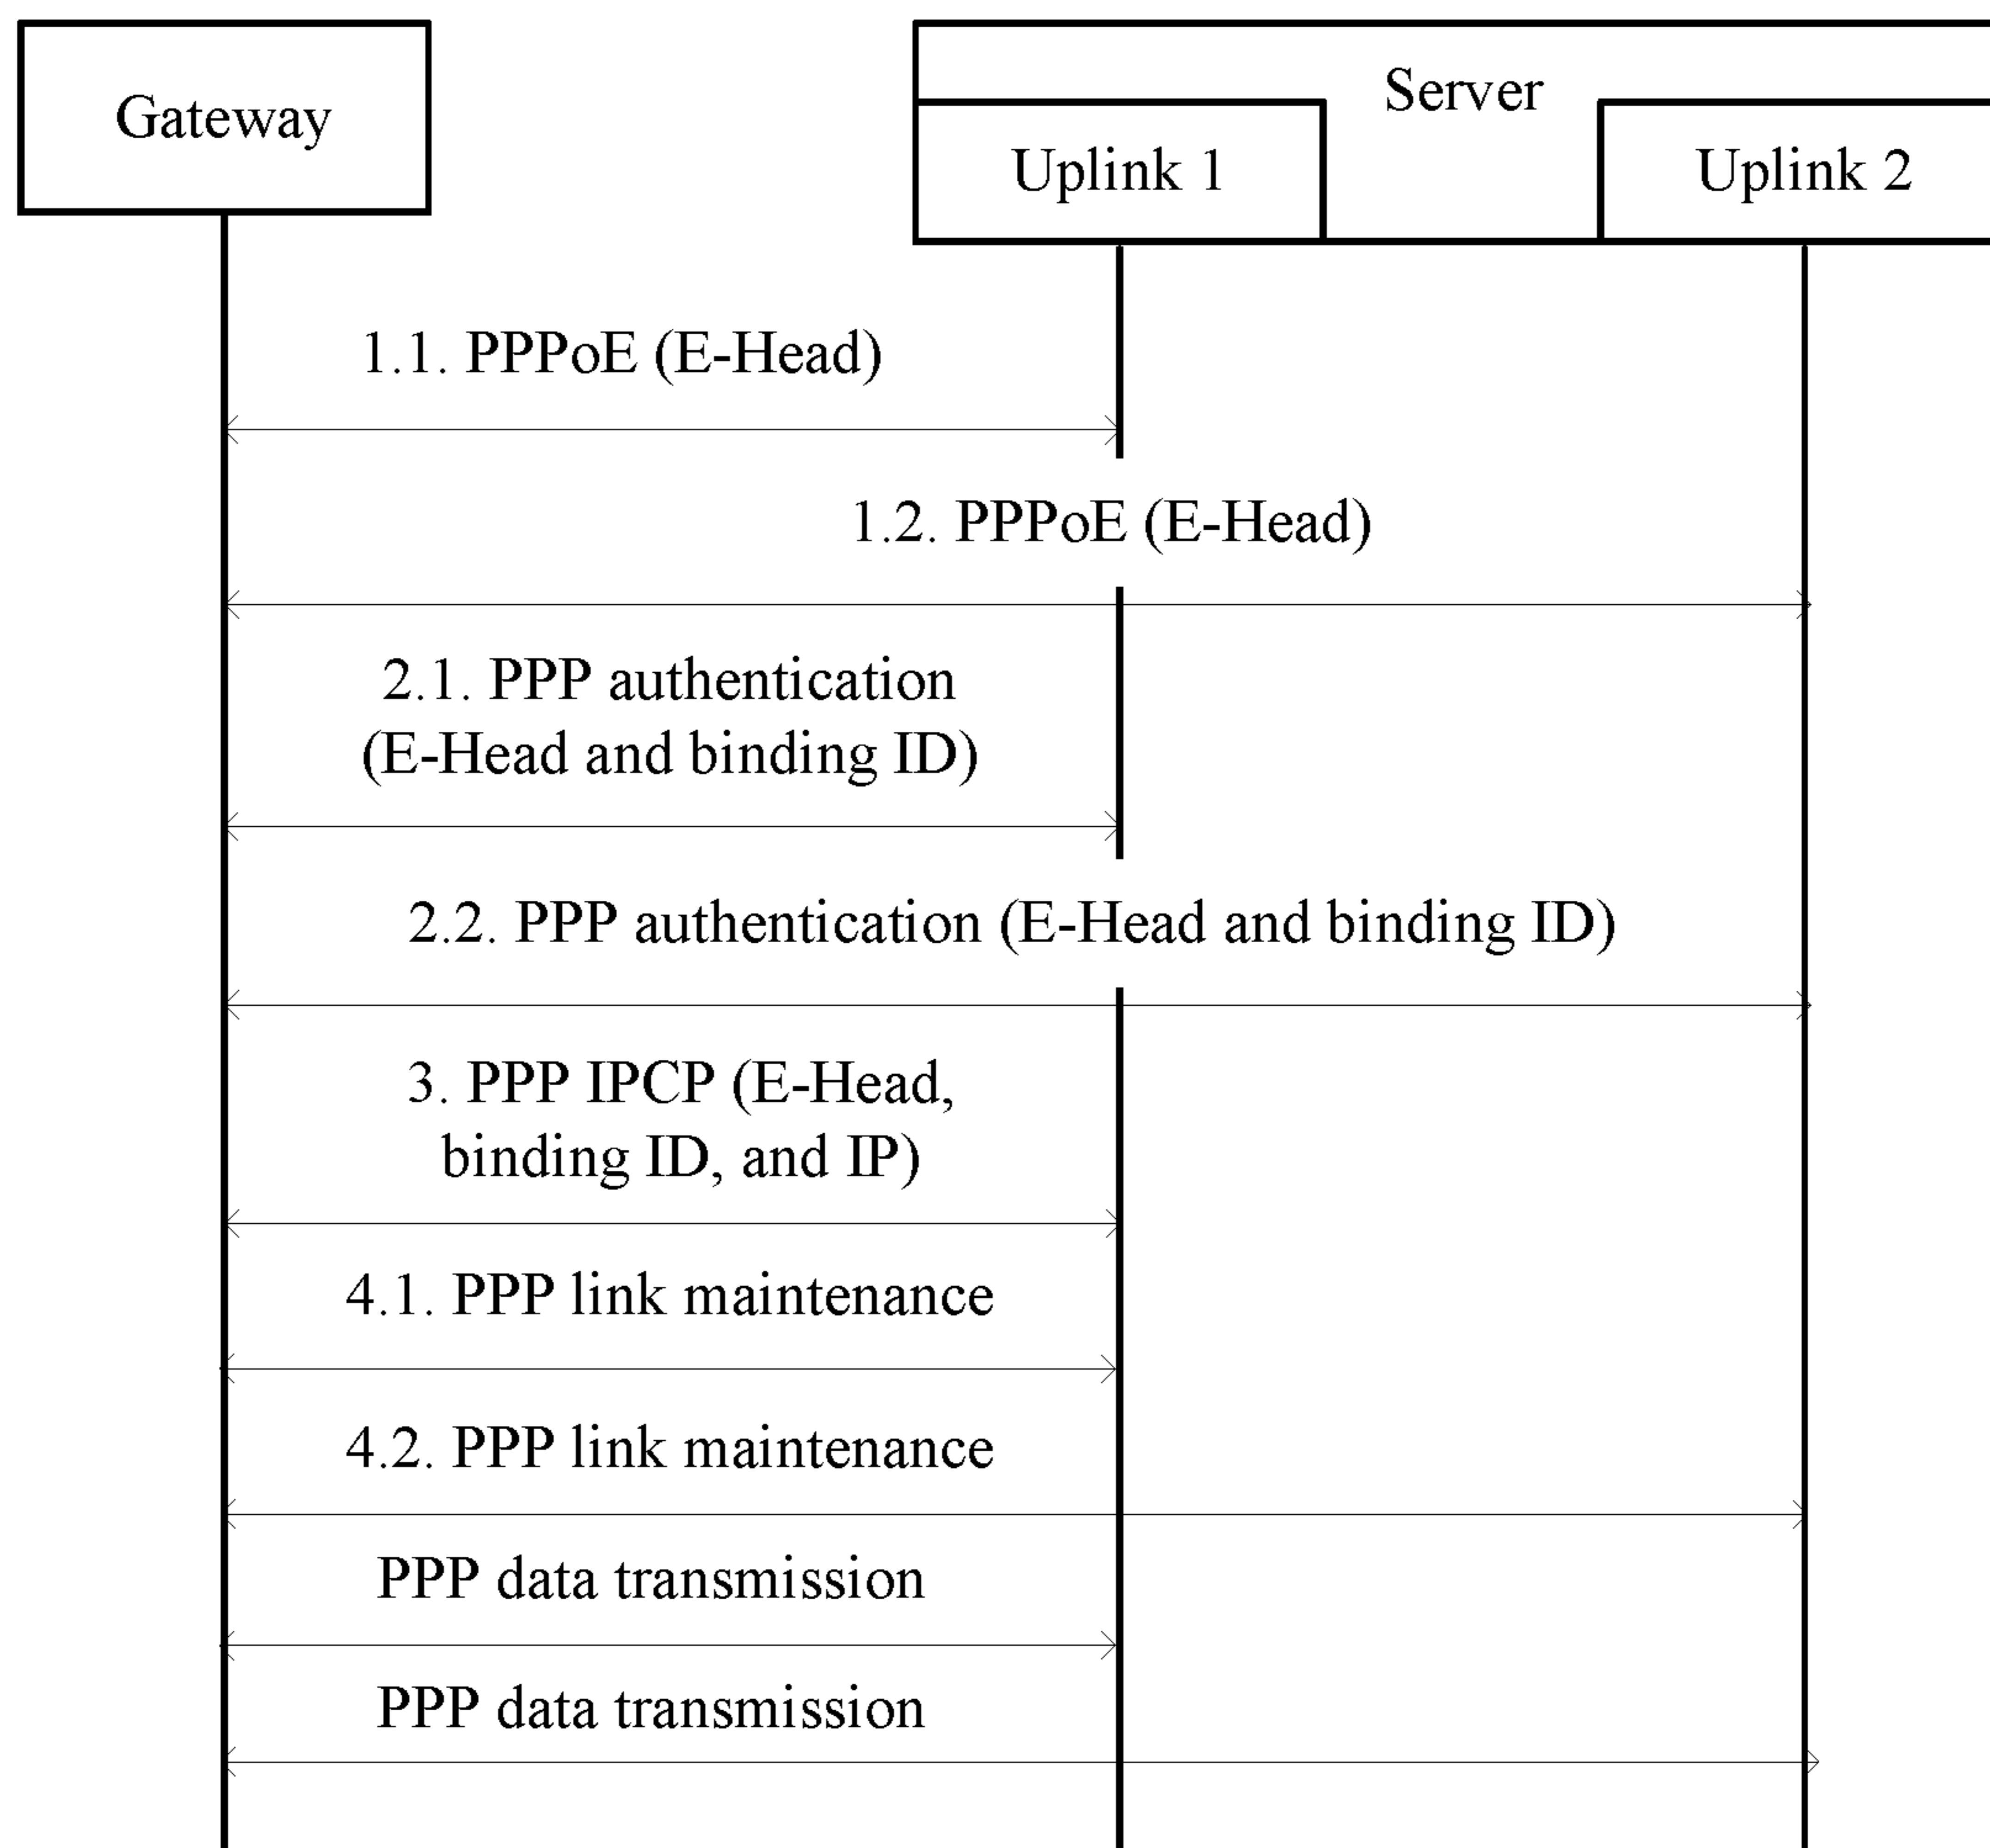 Gateway
Server
Uplink 1
Uplink 2
1.1. PPPoE (E-Head)
1.2. PPPoE (E-Head)
2.1. PPP authentication
(E-Head and binding ID)
2.2. PPP authentication (E-Head and binding ID)
3. PPP IPCP (E-Head,
binding ID, and IP)
4.1. PPP link maintenance
4.2. PPP link maintenance
PPP data transmission
PPP data transmission